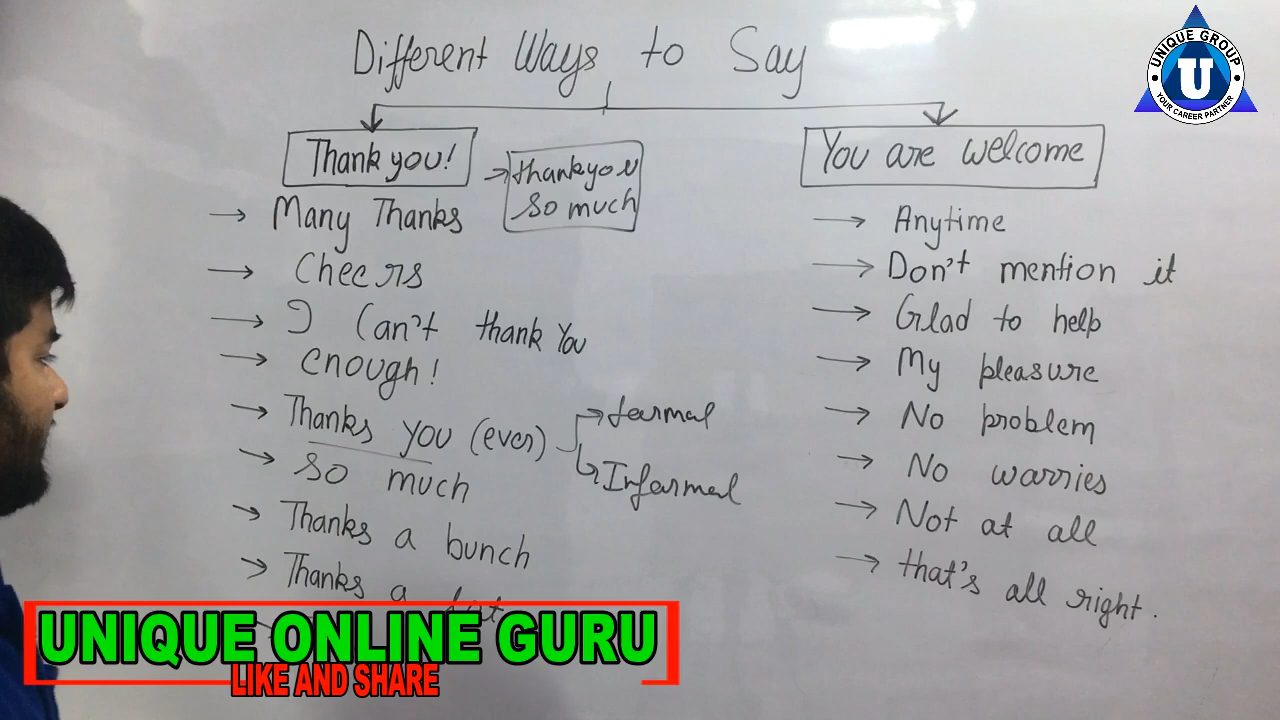 Different Ways to Say
Thank you!
→ thankyou
so much
→ Many Thanks
→ Cheers
→ I Can't thank You
→ enough!
→ Thanks you (ever)
→ formal
→ Informal
→ so much
→ Thanks a bunch
→ Thanks a lot
You are welcome
→ Anytime
→ Don't mention it
→ Glad to help
→ My pleasure
→ No problem
→ No warries
→ Not at all
→ that's all right.
UNIQUE GROUP
U
YOUR CAREER PARTNER
UNIQUE ONLINE GURU
LIKE AND SHARE